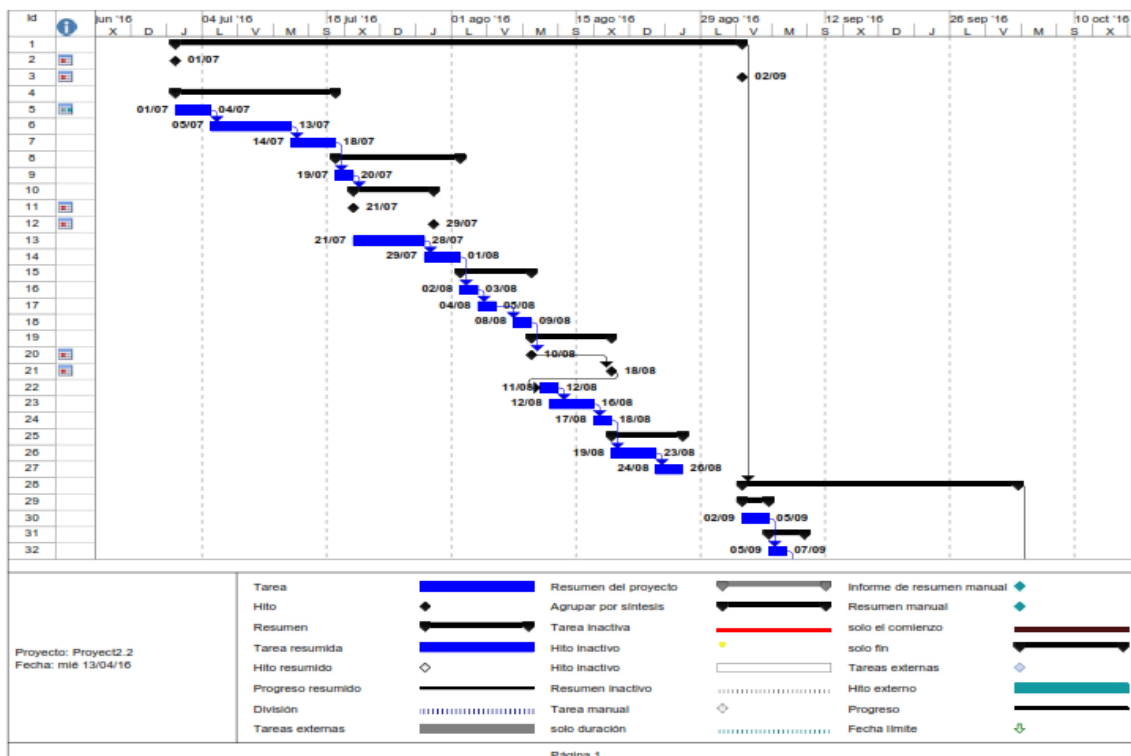 Id jun '16 04 jul '16 18 jul '16 01 ago '16 15 ago '16 29 ago '16 12 sep '16 26 sep '16 10 oct '16
X D J L V M S X D J L V M S X D J L V M S X D J L V M S X
1
2 01/07
3 02/09
4
5 01/07 04/07
6 05/07 13/07
7 14/07 18/07
8
9 19/07 20/07
10
11 21/07
12 29/07
13 21/07 28/07
14 29/07 01/08
15
16 02/08 03/08
17 04/08 05/08
18 08/08 09/08
19
20 10/08
21 18/08
22 11/08 12/08
23 12/08 16/08
24 17/08 18/08
25
26 19/08 23/08
27 24/08 26/08
28
29
30 02/09 05/09
31
32 05/09 07/09
Proyecto: Proyect2.2
Fecha: mié 13/04/16
Tarea Resumen del proyecto Informe de resumen manual
Hito Agrupar por síntesis Resumen manual
Resumen Tarea inactiva solo el comienzo
Tarea resumida Hito inactivo solo fin
Hito resumido Hito inactivo Tareas externas
Progreso resumido Resumen inactivo Hito externo
División Tarea manual Progreso
Tareas externas solo duración Fecha límite
Página 1